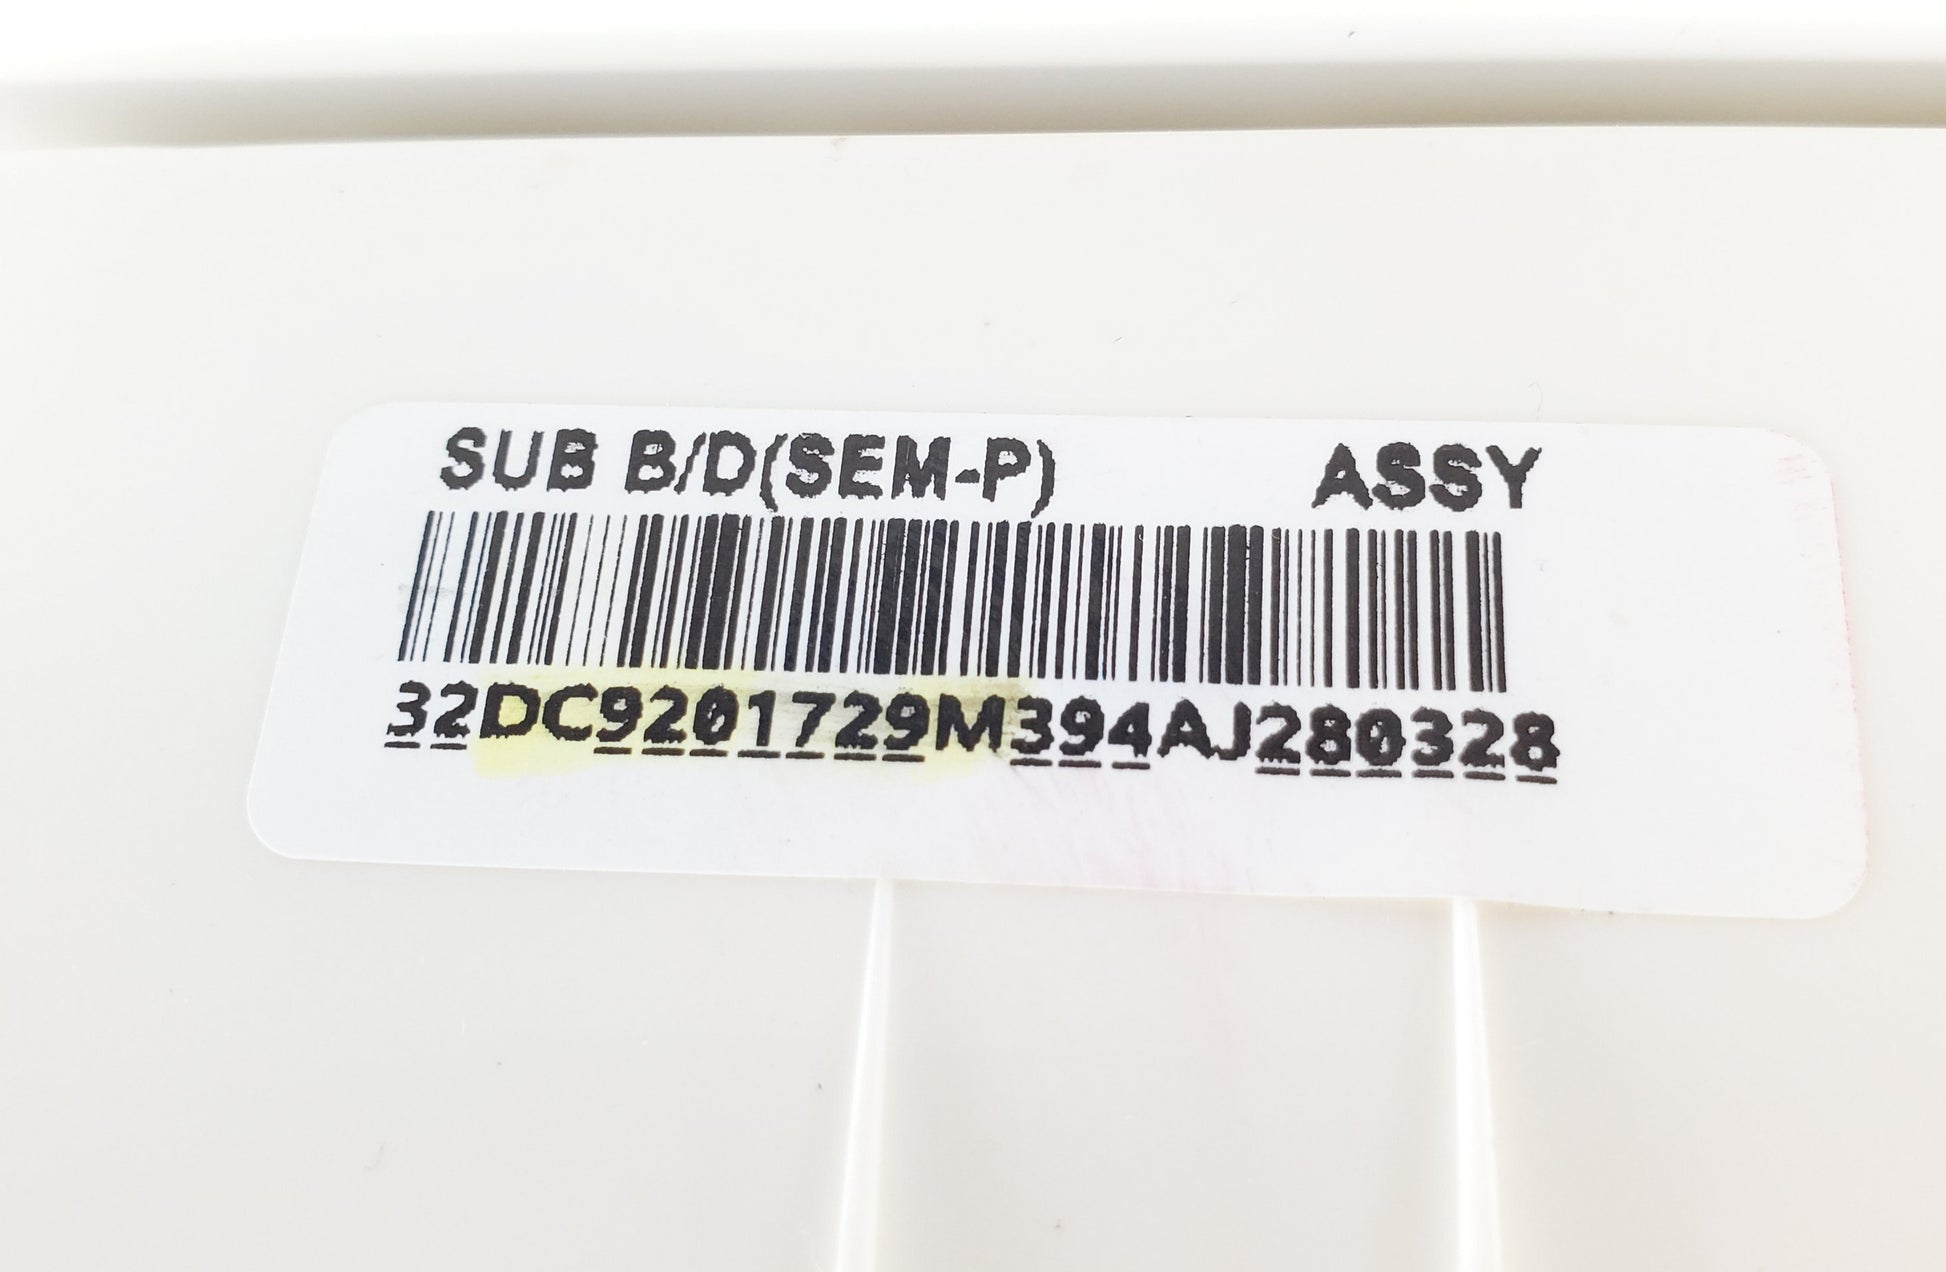 SUB B/D(SEM-P) ASSY
32DC9201729M394AJ280328